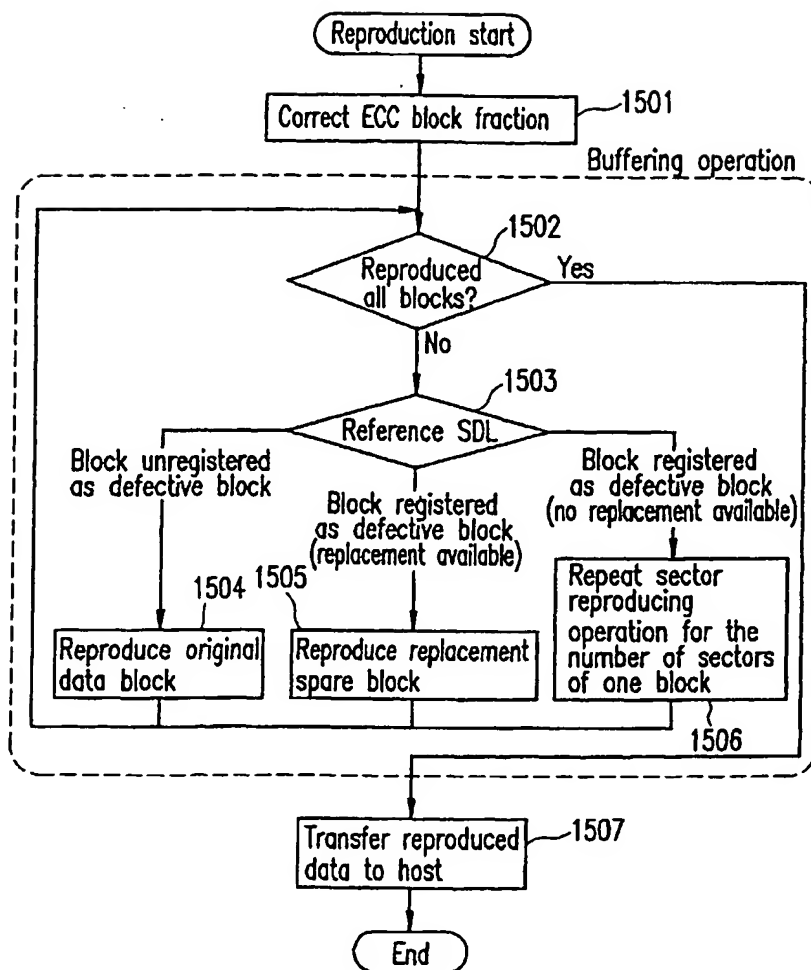 Reproduction start
Correct ECC block fraction
1501
Buffering operation
1502
Reproduced
all blocks?
Yes
No
1503
Reference SDL
Block unregistered
as defective block
Block registered
as defective block
(replacement available)
Block registered
as defective block
(no replacement available)
1504
Reproduce original
data block
1505
Reproduce replacement
spare block
Repeat sector
reproducing
operation for the
number of sectors
of one block
1506
Transfer reproduced
data to host
1507
End